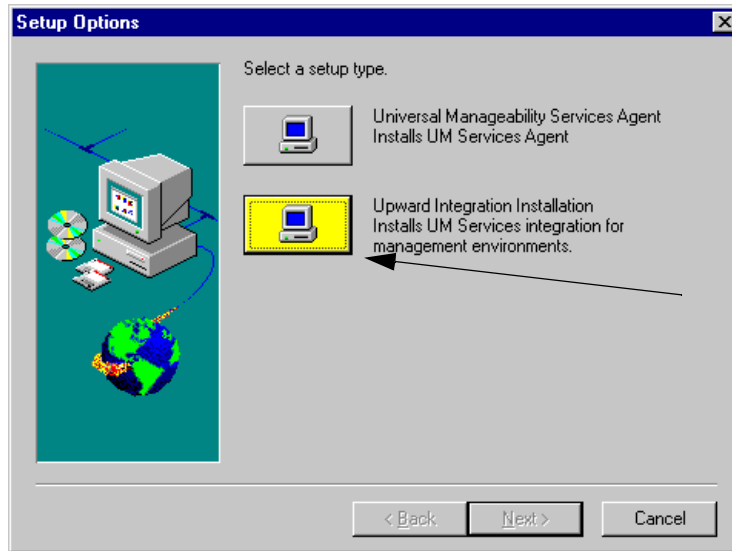 Setup Options
Select a setup type.
Universal Manageability Services Agent
Installs UM Services Agent
Upward Integration Installation
Installs UM Services integration for
management environments.
< Back
Next >
Cancel